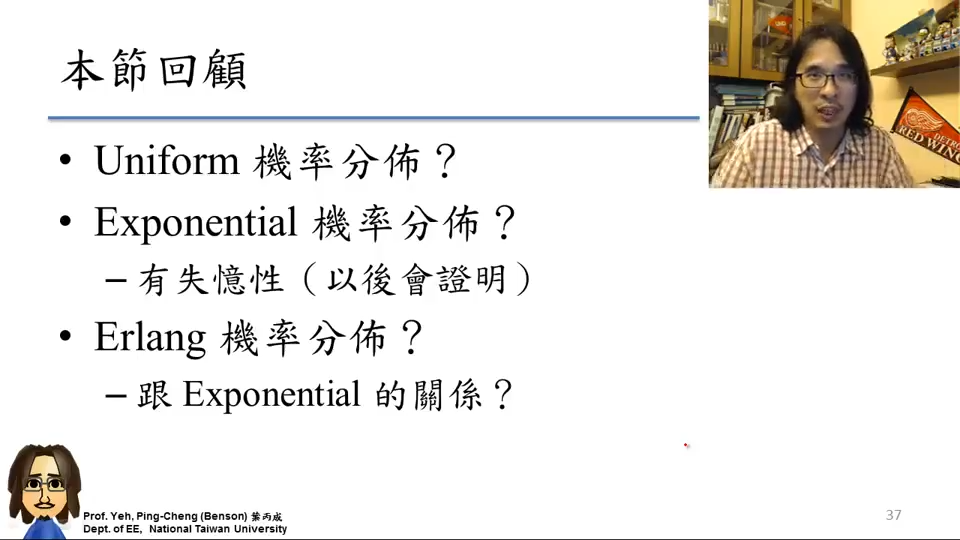 本節回顧
• Uniform 機率分佈？
• Exponential 機率分佈？
– 有失憶性（以後會證明）
• Erlang 機率分佈？
– 跟 Exponential 的關係？
DETROIT
RED WING
Prof. Yeh, Ping-Cheng (Benson) 葉丙成
Dept. of EE, National Taiwan University
37